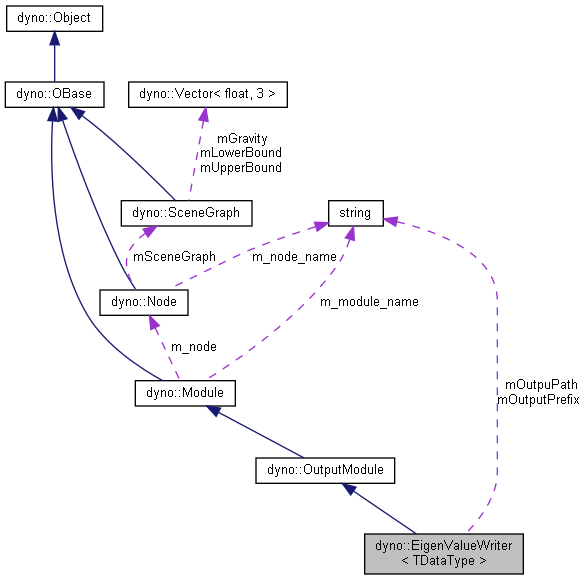 dyno::Object
dyno::OBase
dyno::Vector< float, 3 >
mGravity
mLowerBound
mUpperBound
dyno::SceneGraph
string
mSceneGraph
m_node_name
dyno::Node
m_module_name
m_node
dyno::Module
mOutpuPath
mOutputPrefix
dyno::OutputModule
dyno::EigenValueWriter
< TDataType >